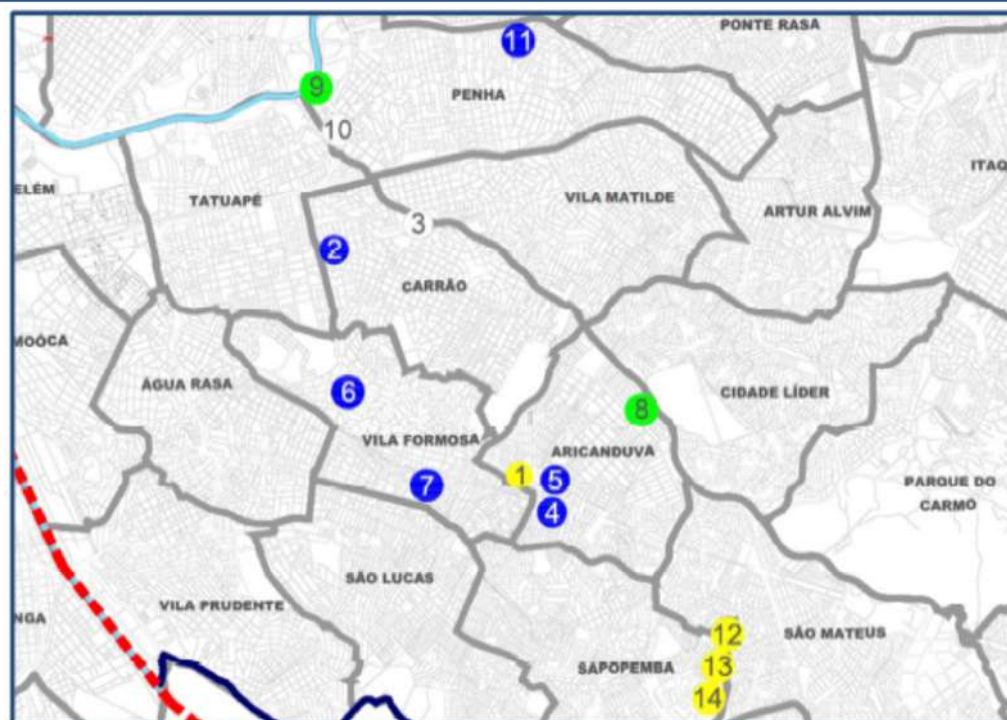 PONTE RASA
11
9
PENHA
10
ITAQ
ELÉM
TATUAPÉ
VILA MATILDE
ARTUR ALVIM
3
2
CARRÃO
MOÓCA
ÁGUA RASA
6
CIDADE LÍDER
8
VILA FORMOSA
ARICANDUVA
1
5
7
4
PARQUE DO
CARMO
SÃO LUCAS
VILA PRUDENTE
NGA
12
SÃO MATEUS
SAPOPEMBA
13
14